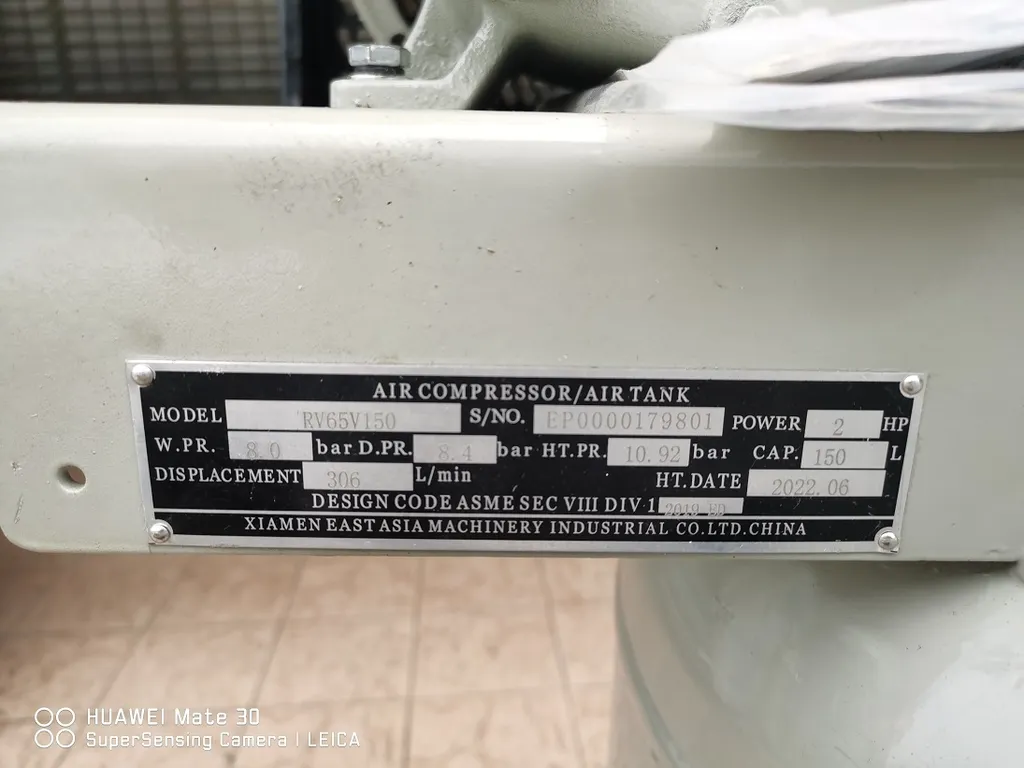 AIR COMPRESSOR/AIR TANK
MODEL RV65V150 S/NO. EP0000179801 POWER 2 HP
W.PR. 8.0 bar D.PR. 8.4 bar HT.PR. 10.92 bar CAP. 150 L
DISPLACEMENT 306 L/min HT.DATE 2022.06
DESIGN CODE ASME SEC VIII DIV 1 2019 ED
XIAMEN EAST ASIA MACHINERY INDUSTRIAL CO.LTD.CHINA
HUAWEI Mate 30
SuperSensing Camera | LEICA